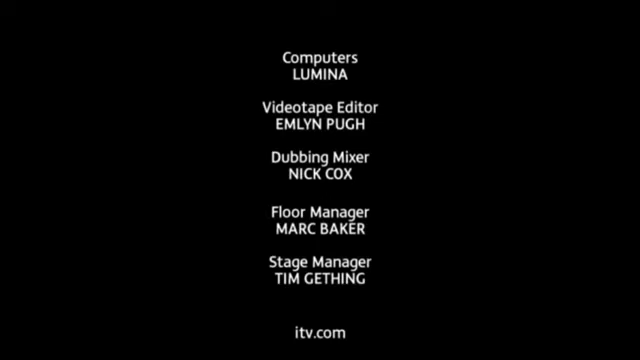 Computers
LUMINA
Videotape Editor
EMLYN PUGH
Dubbing Mixer
NICK COX
Floor Manager
MARC BAKER
Stage Manager
TIM GETHING
itv.com